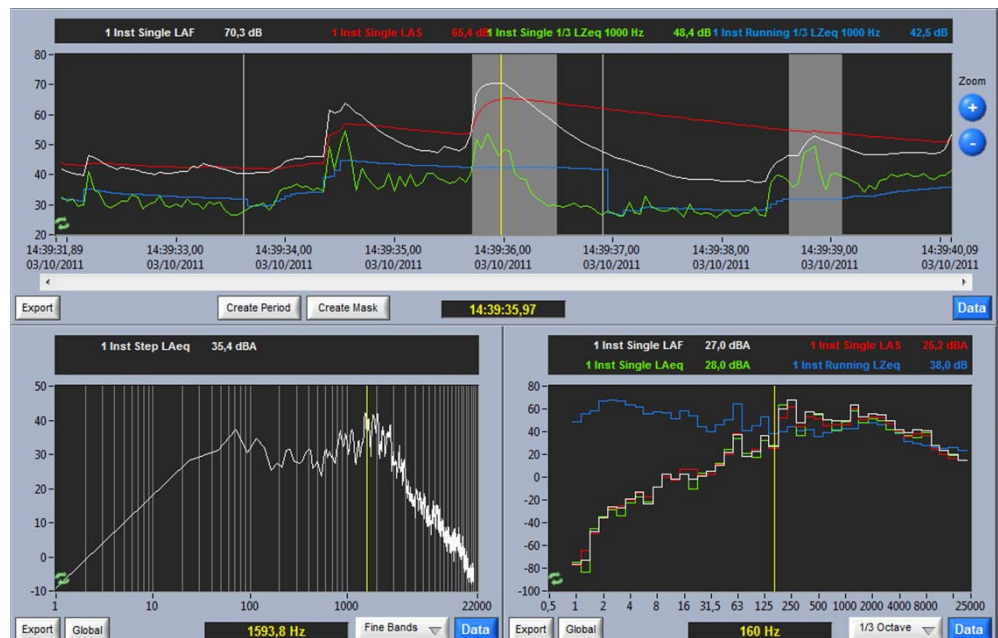 1 Inst Single LAF 70,3 dB 1 Inst Single LAS 65,4 dB 1 Inst Single 1/3 LZeq 1000 Hz 48,4 dB 1 Inst Running 1/3 LZeq 1000 Hz 42,5 dB
80
70
60
50
40
30
20
Zoom
+
-
14:39:31,89 14:39:33,00 14:39:34,00 14:39:35,00 14:39:36,00 14:39:37,00 14:39:38,00 14:39:39,00 14:39:40,09
03/10/2011 03/10/2011 03/10/2011 03/10/2011 03/10/2011 03/10/2011 03/10/2011 03/10/2011 03/10/2011
Export Create Period Create Mask 14:39:35,97 Data
1 Inst Step LAeq 35,4 dBA
50
40
30
20
10
0
-10
1 10 100 1000 22000
Export Global 1593,8 Hz Fine Bands Data
1 Inst Single LAF 27,0 dBA 1 Inst Single LAS 25,2 dBA
1 Inst Single LAeq 28,0 dBA 1 Inst Running LZeq 38,0 dB
80
60
40
20
0
-20
-40
-60
-80
-100
0,5 1 2 4 8 16 31,5 63 125 250 500 1000 2000 4000 8000 25000
Export Global 160 Hz 1/3 Octave Data